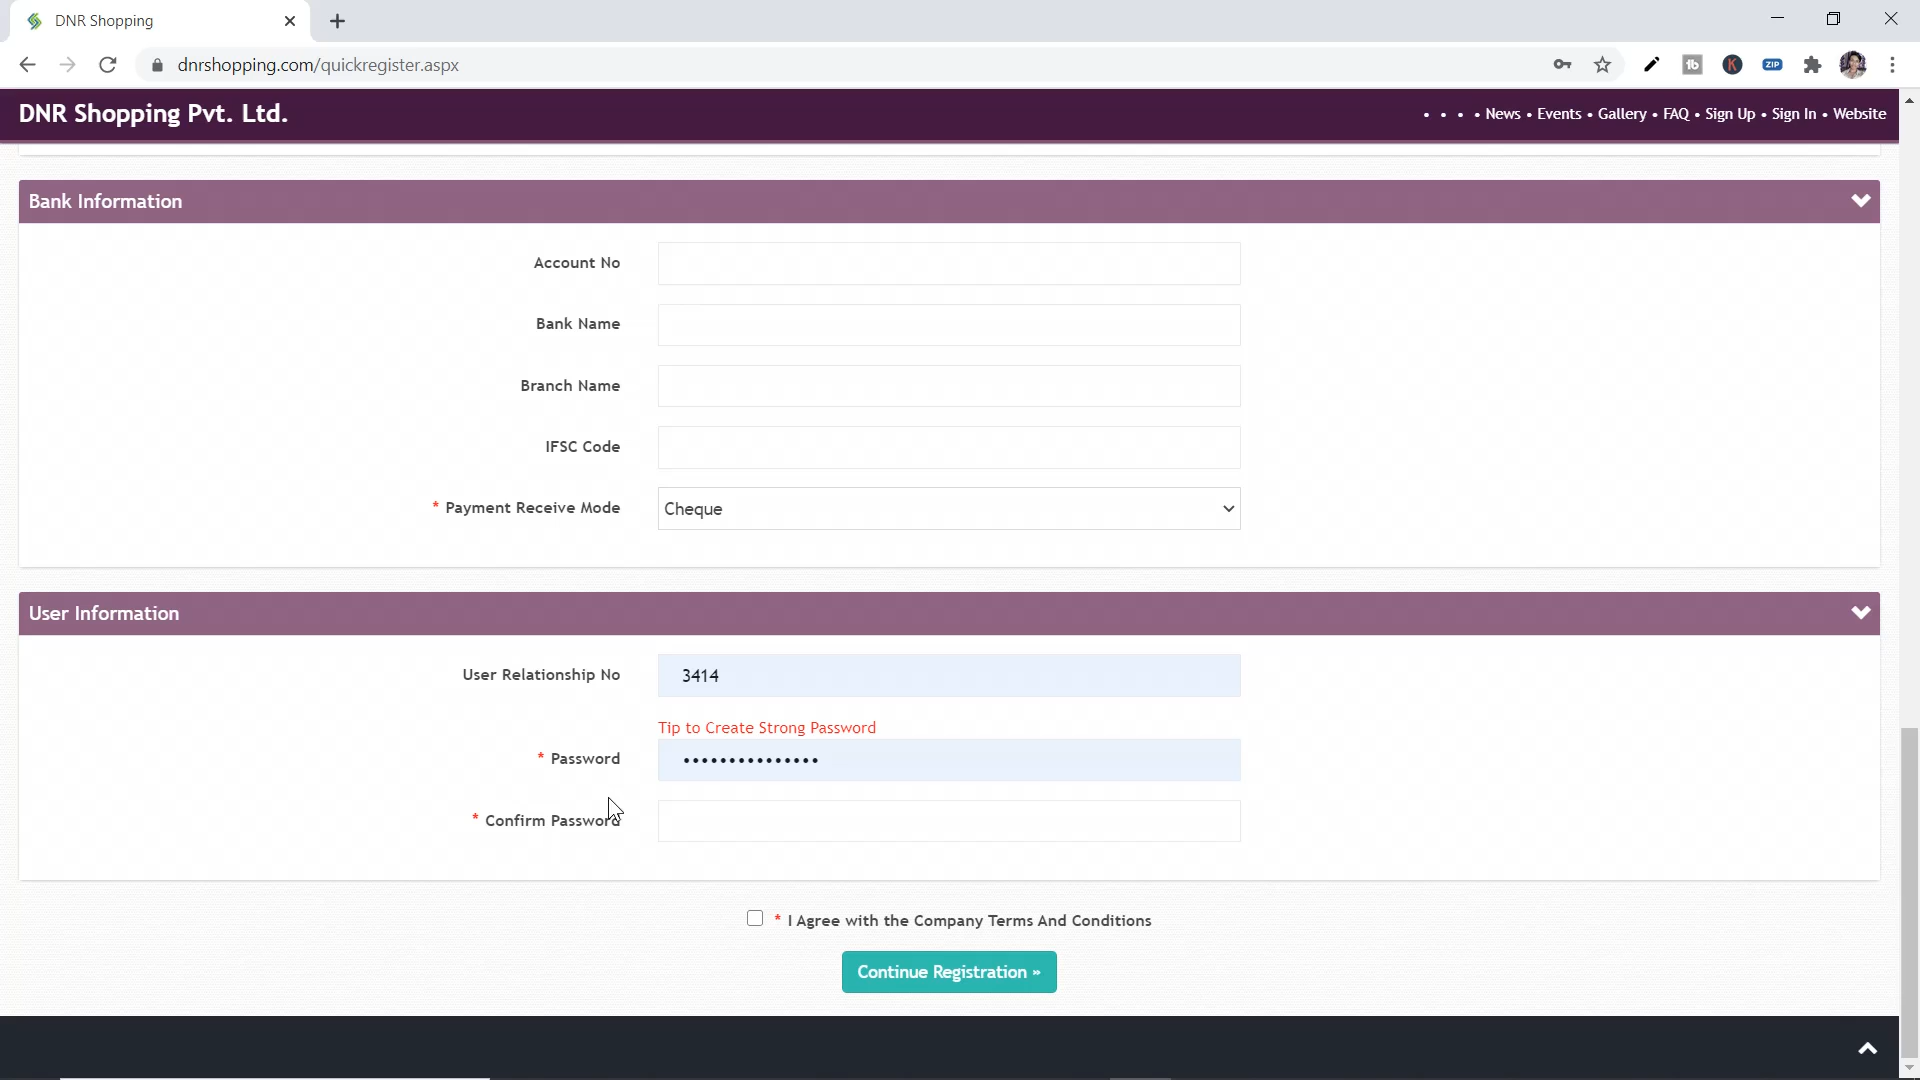 DNR Shopping
dnrshopping.com/quickregister.aspx
ZIP
K
DNR Shopping Pvt. Ltd.
• • • • News • Events • Gallery • FAQ • Sign Up • Sign In • Website
Bank Information
Account No
Bank Name
Branch Name
IFSC Code
* Payment Receive Mode Cheque
User Information
User Relationship No 3414
Tip to Create Strong Password
* Password •••••••••••••••
* Confirm Password
* I Agree with the Company Terms And Conditions
Continue Registration »